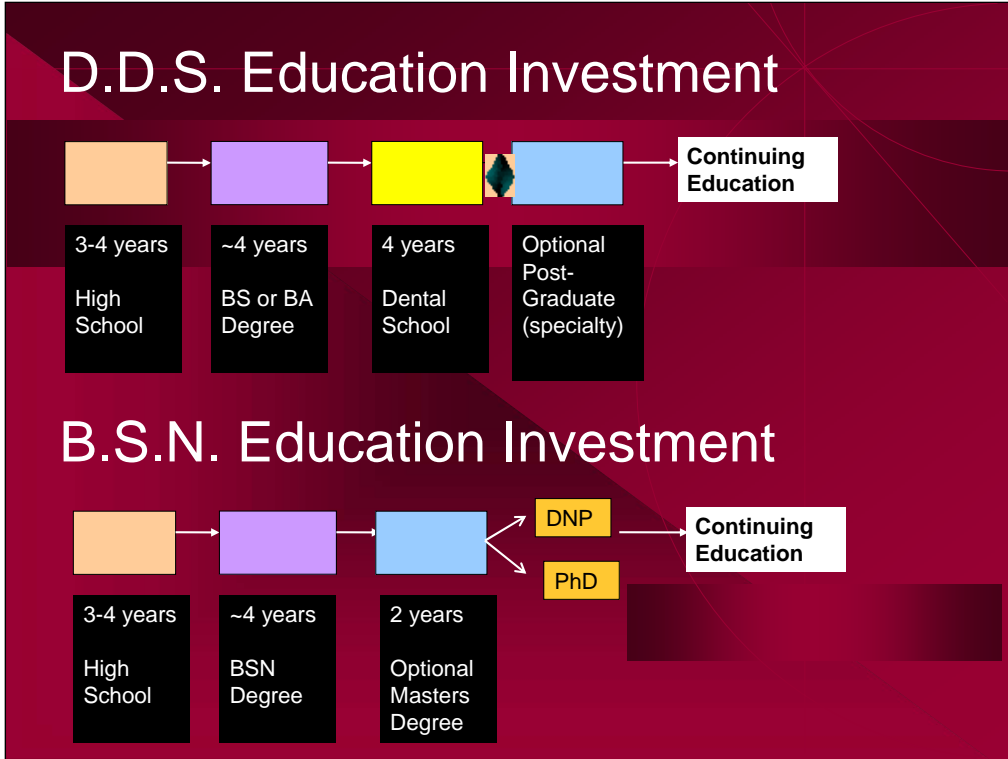 D.D.S. Education Investment
Continuing
Education
3-4 years
High
School
~4 years
BS or BA
Degree
4 years
Dental
School
Optional
Post-
Graduate
(specialty)
B.S.N. Education Investment
DNP
PhD
Continuing
Education
3-4 years
High
School
~4 years
BSN
Degree
2 years
Optional
Masters
Degree